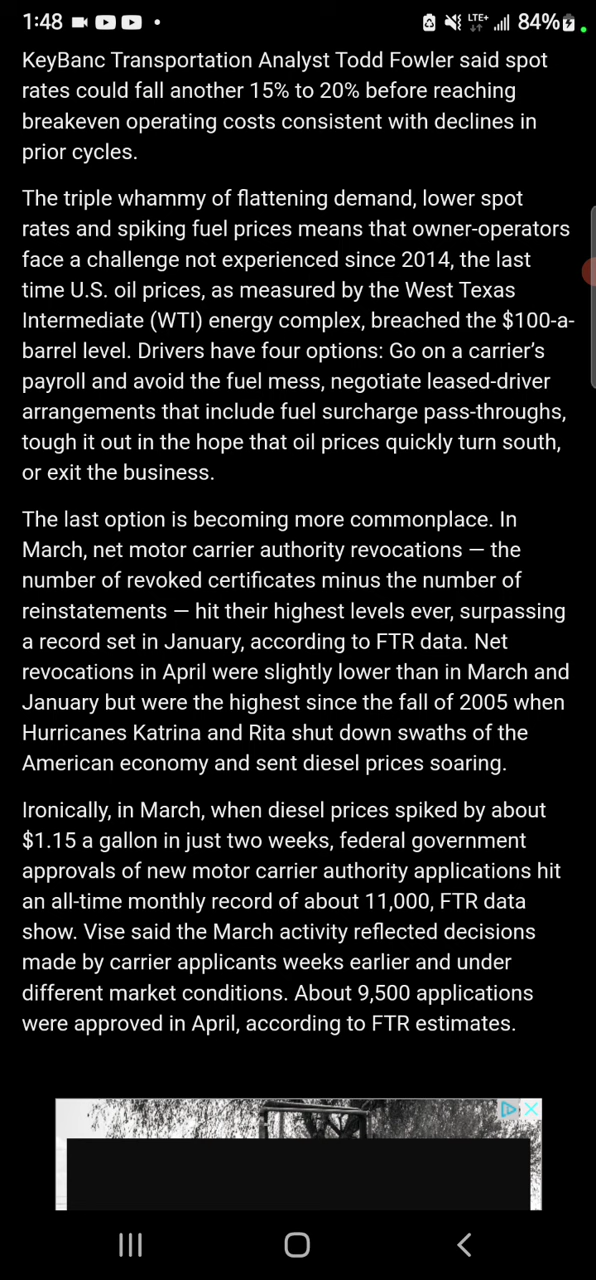 1:48
LTE+
84%
KeyBanc Transportation Analyst Todd Fowler said spot
rates could fall another 15% to 20% before reaching
breakeven operating costs consistent with declines in
prior cycles.
The triple whammy of flattening demand, lower spot
rates and spiking fuel prices means that owner-operators
face a challenge not experienced since 2014, the last
time U.S. oil prices, as measured by the West Texas
Intermediate (WTI) energy complex, breached the $100-a-
barrel level. Drivers have four options: Go on a carrier’s
payroll and avoid the fuel mess, negotiate leased-driver
arrangements that include fuel surcharge pass-throughs,
tough it out in the hope that oil prices quickly turn south,
or exit the business.
The last option is becoming more commonplace. In
March, net motor carrier authority revocations — the
number of revoked certificates minus the number of
reinstatements — hit their highest levels ever, surpassing
a record set in January, according to FTR data. Net
revocations in April were slightly lower than in March and
January but were the highest since the fall of 2005 when
Hurricanes Katrina and Rita shut down swaths of the
American economy and sent diesel prices soaring.
Ironically, in March, when diesel prices spiked by about
$1.15 a gallon in just two weeks, federal government
approvals of new motor carrier authority applications hit
an all-time monthly record of about 11,000, FTR data
show. Vise said the March activity reflected decisions
made by carrier applicants weeks earlier and under
different market conditions. About 9,500 applications
were approved in April, according to FTR estimates.